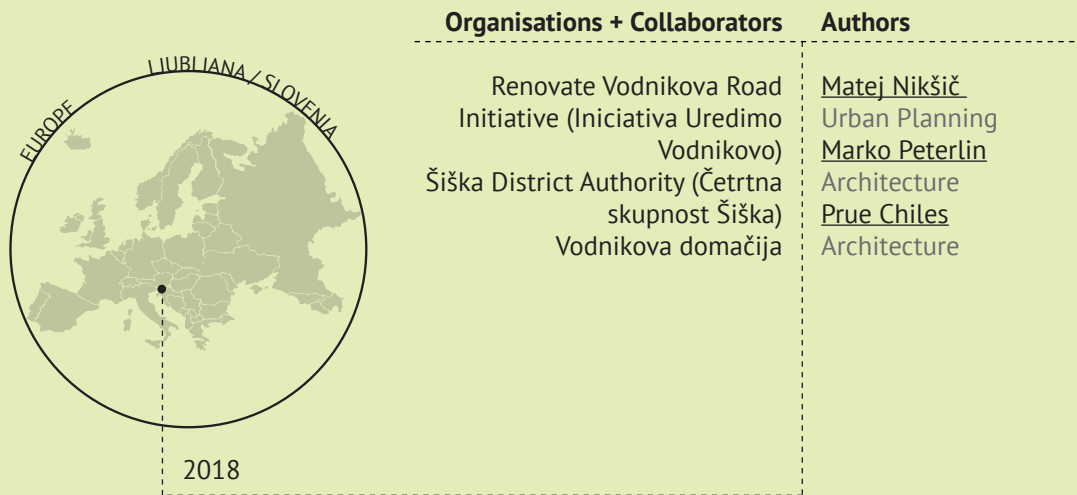 EUROPE
LJUBLJANA / SLOVENIA
2018
Organisations + Collaborators
Renovate Vodnikova Road
Initiative (Iniciativa Uredimo
Vodnikovo)
Šiška District Authority (Četrtna
skupnost Šiška)
Vodnikova domačija
Authors
Matej Nikšič
Urban Planning
Marko Peterlin
Architecture
Prue Chiles
Architecture